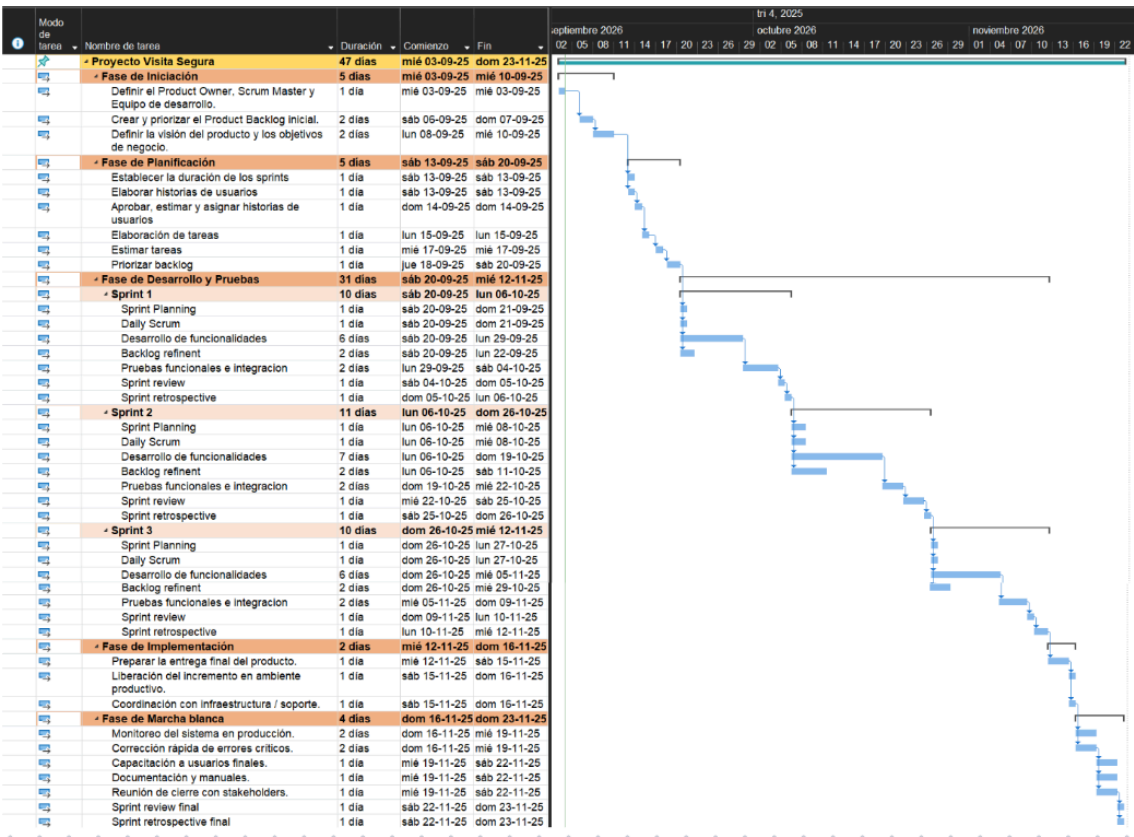 tri 4, 2025
septiembre 2026 octubre 2026 noviembre 2026
02 05 08 11 14 17 20 23 26 29 02 05 08 11 14 17 20 23 26 29 01 04 07 10 13 16 19 22
Modo
de
tarea Nombre de tarea Duración Comienzo Fin
Proyecto Visita Segura 47 días mié 03-09-25 dom 23-11-25
Fase de Iniciación 5 días mié 03-09-25 mié 10-09-25
Definir el Product Owner, Scrum Master y 1 día mié 03-09-25 mié 03-09-25
Equipo de desarrollo.
Crear y priorizar el Product Backlog inicial. 2 días sáb 06-09-25 dom 07-09-25
Definir la visión del producto y los objetivos 2 días lun 08-09-25 mié 10-09-25
de negocio.
Fase de Planificación 5 días sáb 13-09-25 sáb 20-09-25
Establecer la duración de los sprints 1 día sáb 13-09-25 sáb 13-09-25
Elaborar historias de usuarios 1 día sáb 13-09-25 sáb 13-09-25
Aprobar, estimar y asignar historias de 1 día dom 14-09-25 dom 14-09-25
usuarios
Elaboración de tareas 1 día lun 15-09-25 lun 15-09-25
Estimar tareas 1 día mié 17-09-25 mié 17-09-25
Priorizar backlog 1 día jue 18-09-25 sáb 20-09-25
Fase de Desarrollo y Pruebas 31 días sáb 20-09-25 mié 12-11-25
Sprint 1 10 días sáb 20-09-25 lun 06-10-25
Sprint Planning 1 día sáb 20-09-25 dom 21-09-25
Daily Scrum 1 día sáb 20-09-25 dom 21-09-25
Desarrollo de funcionalidades 6 días sáb 20-09-25 lun 29-09-25
Backlog refinent 2 días sáb 20-09-25 lun 22-09-25
Pruebas funcionales e integracion 2 días lun 29-09-25 sáb 04-10-25
Sprint review 1 día sáb 04-10-25 dom 05-10-25
Sprint retrospective 1 día dom 05-10-25 lun 06-10-25
Sprint 2 11 días lun 06-10-25 dom 26-10-25
Sprint Planning 1 día lun 06-10-25 mié 08-10-25
Daily Scrum 1 día lun 06-10-25 mié 08-10-25
Desarrollo de funcionalidades 7 días lun 06-10-25 dom 19-10-25
Backlog refinent 2 días lun 06-10-25 sáb 11-10-25
Pruebas funcionales e integracion 2 días dom 19-10-25 mié 22-10-25
Sprint review 1 día mié 22-10-25 sáb 25-10-25
Sprint retrospective 1 día sáb 25-10-25 dom 26-10-25
Sprint 3 10 días dom 26-10-25 mié 12-11-25
Sprint Planning 1 día dom 26-10-25 lun 27-10-25
Daily Scrum 1 día dom 26-10-25 lun 27-10-25
Desarrollo de funcionalidades 6 días dom 26-10-25 mié 05-11-25
Backlog refinent 2 días dom 26-10-25 mié 29-10-25
Pruebas funcionales e integracion 2 días mié 05-11-25 dom 09-11-25
Sprint review 1 día dom 09-11-25 lun 10-11-25
Sprint retrospective 1 día lun 10-11-25 mié 12-11-25
Fase de Implementación 2 días mié 12-11-25 dom 16-11-25
Preparar la entrega final del producto. 1 día mié 12-11-25 sáb 15-11-25
Liberación del incremento en ambiente 1 día sáb 15-11-25 dom 16-11-25
productivo.
Coordinación con infraestructura / soporte. 1 día sáb 15-11-25 dom 16-11-25
Fase de Marcha blanca 4 días dom 16-11-25 dom 23-11-25
Monitoreo del sistema en producción. 2 días dom 16-11-25 mié 19-11-25
Corrección rápida de errores críticos. 2 días dom 16-11-25 mié 19-11-25
Capacitación a usuarios finales. 1 día mié 19-11-25 sáb 22-11-25
Documentación y manuales. 1 día mié 19-11-25 sáb 22-11-25
Reunión de cierre con stakeholders. 1 día mié 19-11-25 sáb 22-11-25
Sprint review final 1 día sáb 22-11-25 dom 23-11-25
Sprint retrospective final 1 día sáb 22-11-25 dom 23-11-25